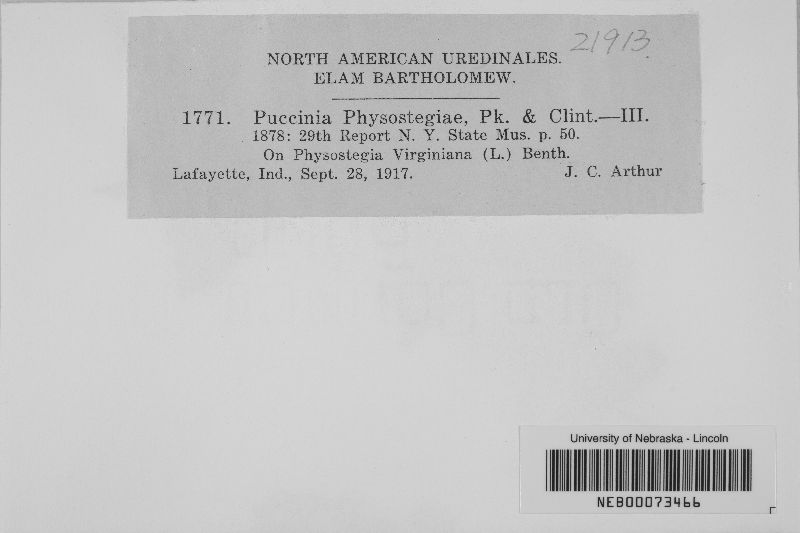 21913
NORTH AMERICAN UREDINALES.
ELAM BARTHOLOMEW.
1771. Puccinia Physostegiae, Pk. & Clint.—III.
1878: 29th Report N. Y. State Mus. p. 50.
On Physostegia Virginiana (L.) Benth.
Lafayette, Ind., Sept. 28, 1917. J. C. Arthur
University of Nebraska - Lincoln
NEB00073466